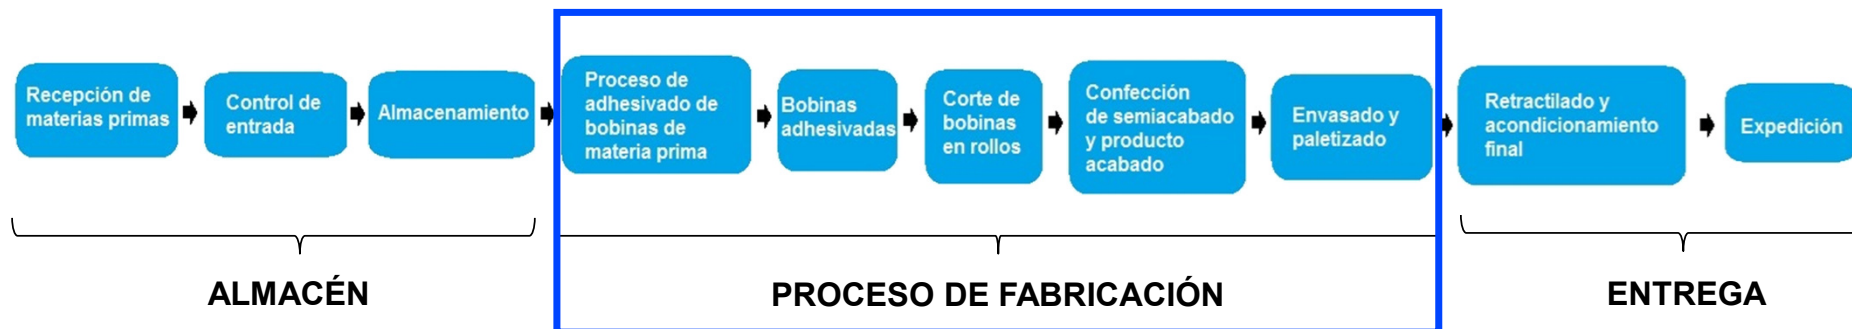 Recepción de
materias primas
Control de
entrada
Almacenamiento
Proceso de
adhesivado de
bobinas de
materia prima
Bobinas
adhesivadas
Corte de
bobinas
en rollos
Confección
de semiacabado
y producto
acabado
Envasado y
paletizado
Retractilado y
acondicionamiento
final
Expedición
ALMACÉN
PROCESO DE FABRICACIÓN
ENTREGA